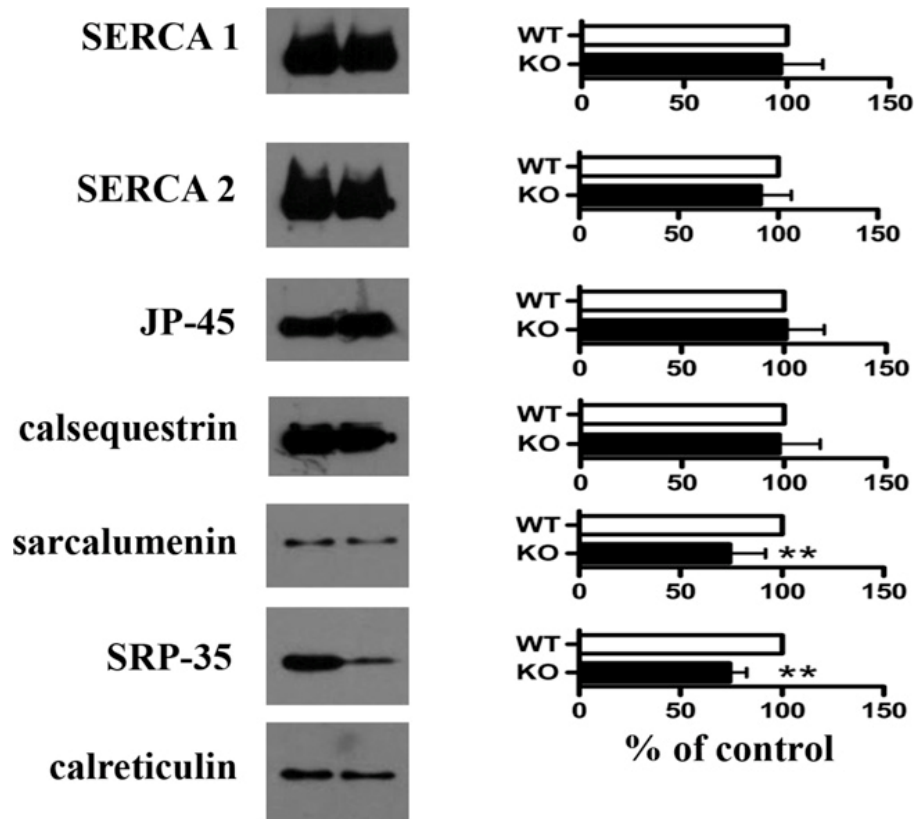 SERCA 1
WT
KO
0 50 100 150
SERCA 2
WT
KO
0 50 100 150
JP-45
WT
KO
0 50 100 150
calsequestrin
WT
KO
0 50 100 150
sarcalumenin
WT
KO **
0 50 100 150
SRP-35
WT
KO **
0 50 100 150
% of control
calreticulin